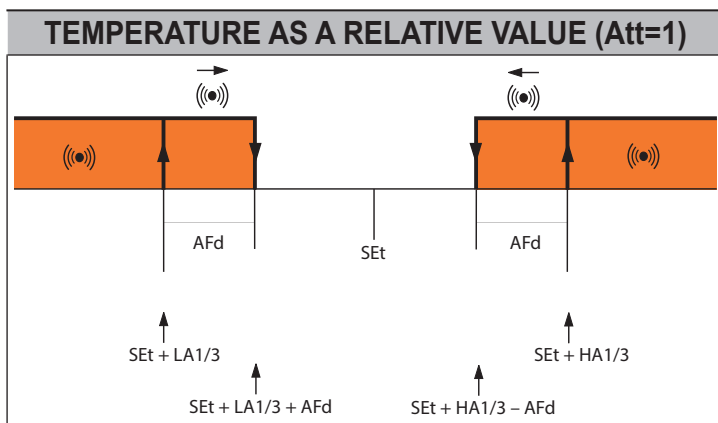 TEMPERATURE AS A RELATIVE VALUE (Att=1)
AFd
SEt
AFd
SEt + LA1/3
SEt + HA1/3
SEt + LA1/3 + AFd
SEt + HA1/3 – AFd